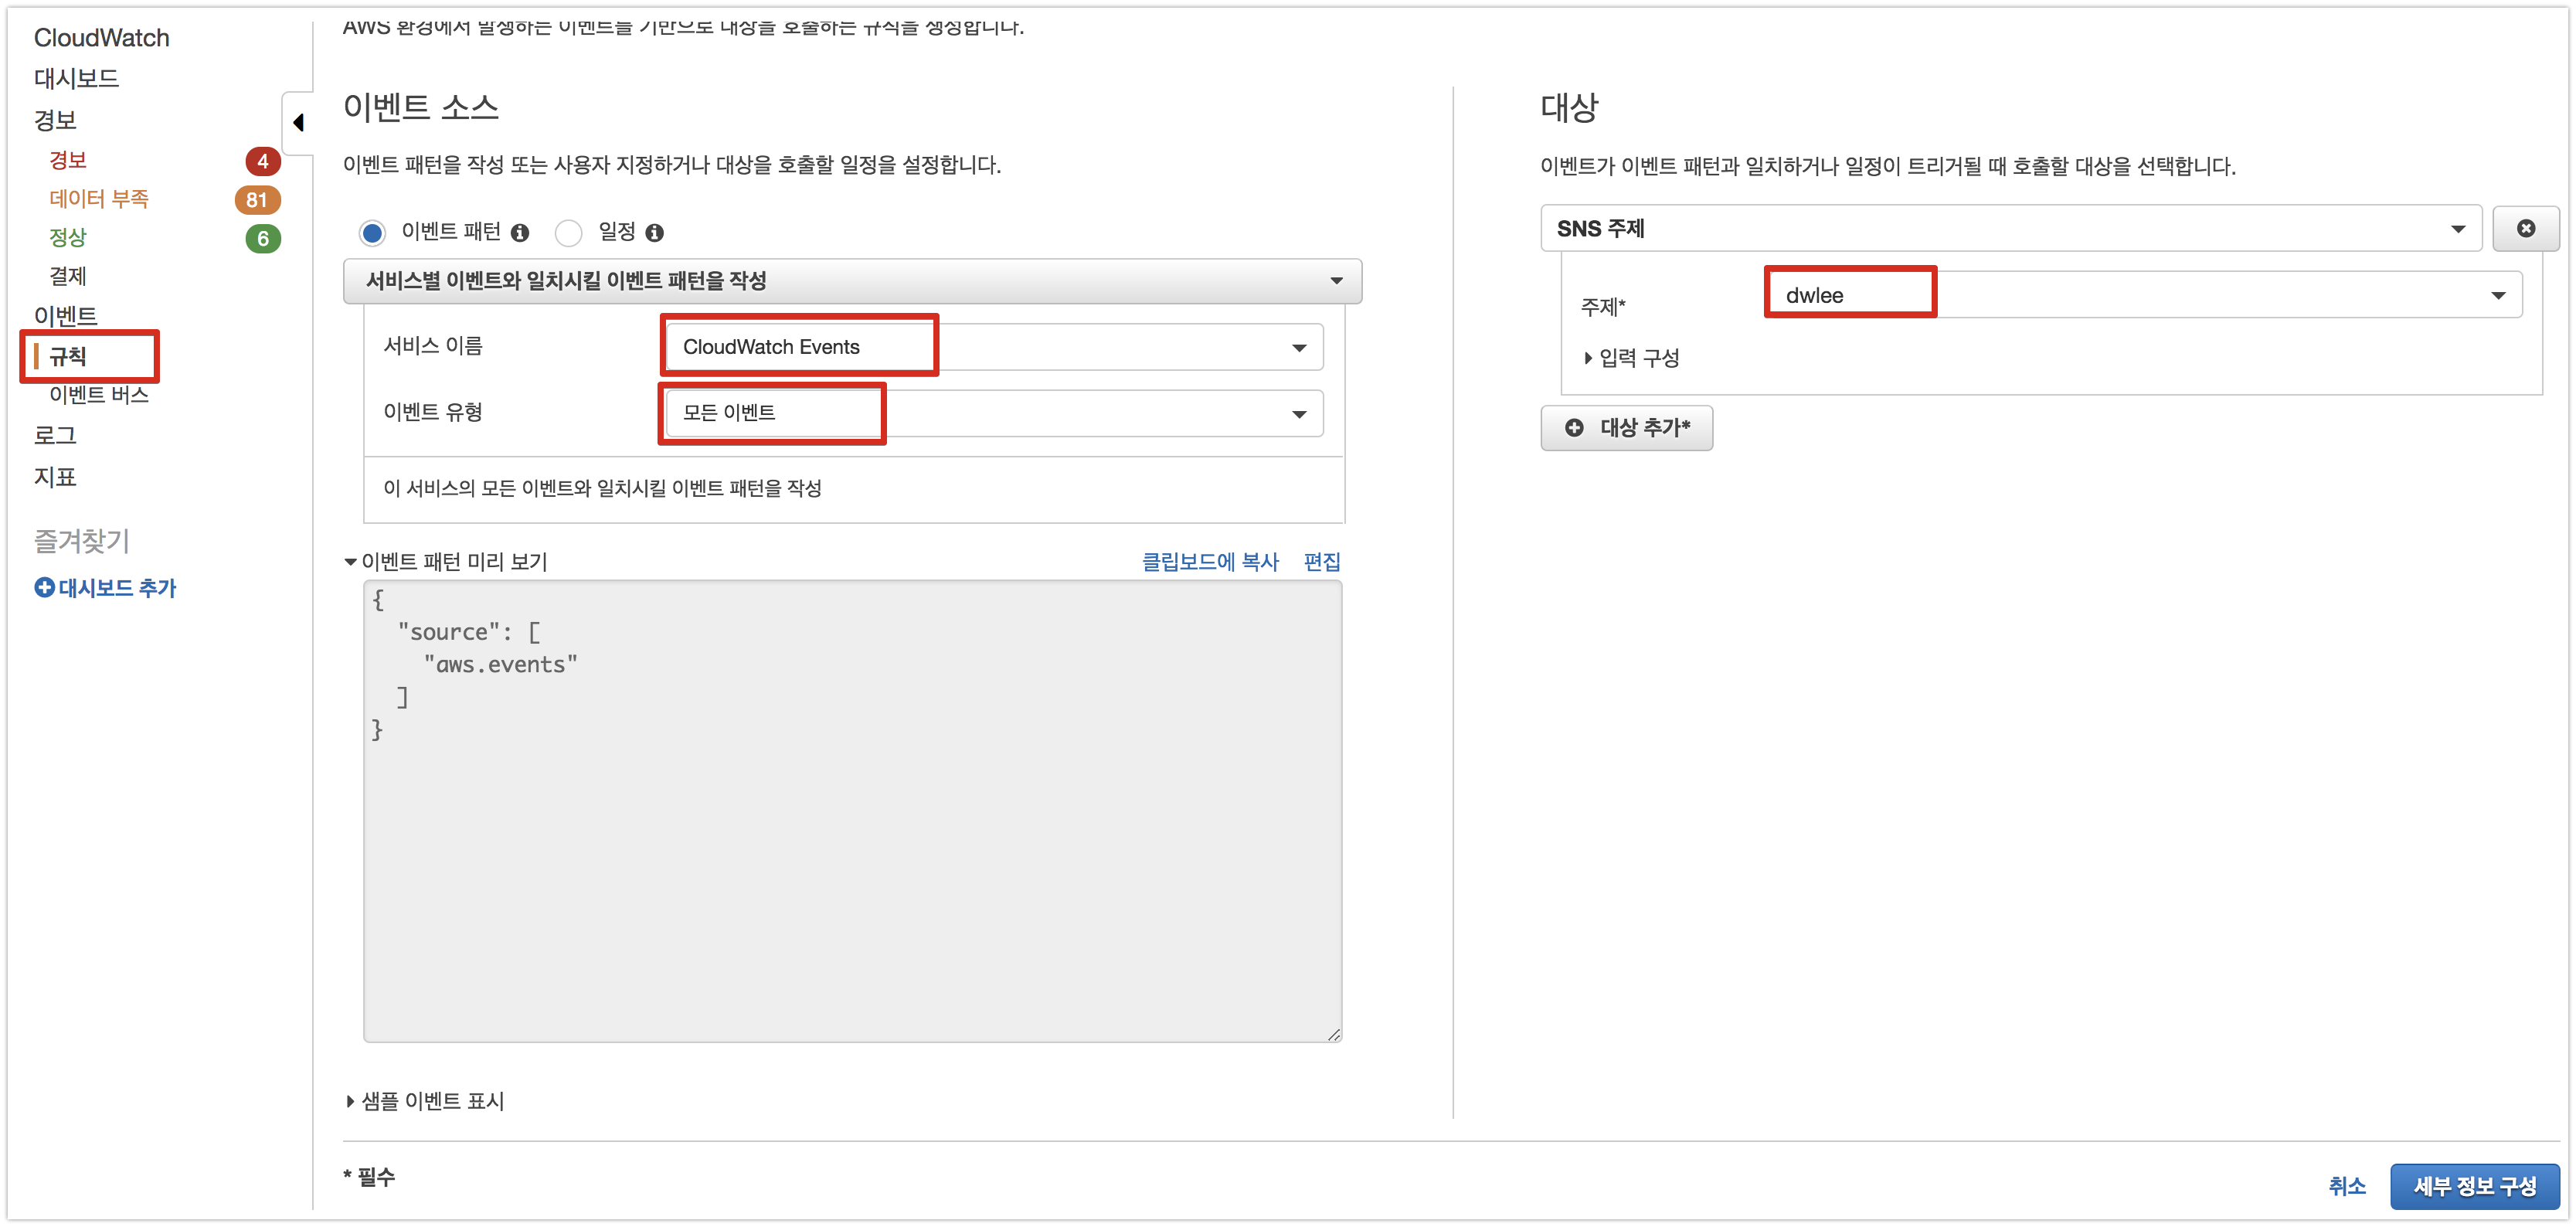 CloudWatch
대시보드
경보
경보 4
데이터 부족 81
정상 6
결제
이벤트
규칙
이벤트 버스
로그
지표
즐겨찾기
대시보드 추가
AWS 환경에서 발생하는 이벤트를 기반으로 대상을 호출하는 규칙을 생성합니다.
이벤트 소스
이벤트 패턴을 작성 또는 사용자 지정하거나 대상을 호출할 일정을 설정합니다.
이벤트 패턴 일정
서비스별 이벤트와 일치시킬 이벤트 패턴을 작성
서비스 이름 CloudWatch Events
이벤트 유형 모든 이벤트
이 서비스의 모든 이벤트와 일치시킬 이벤트 패턴을 작성
이벤트 패턴 미리 보기 클립보드에 복사 편집
{
"source": [
"aws.events"
]
}
샘플 이벤트 표시
대상
이벤트가 이벤트 패턴과 일치하거나 일정이 트리거될 때 호출할 대상을 선택합니다.
SNS 주제
주제* dwlee
입력 구성
대상 추가*
* 필수
취소 세부 정보 구성